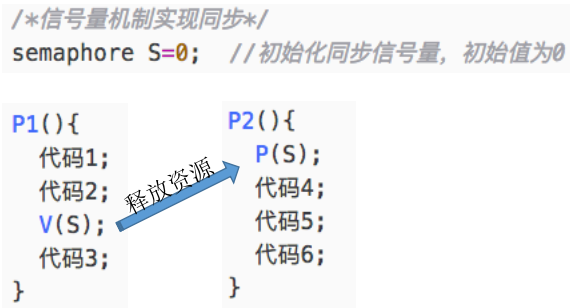 /*信号量机制实现同步*/
semaphore S=0;  //初始化同步信号量，初始值为0
P1(){
代码1;
代码2;
V(S);
代码3;
}
释放资源
P2(){
P(S);
代码4;
代码5;
代码6;
}